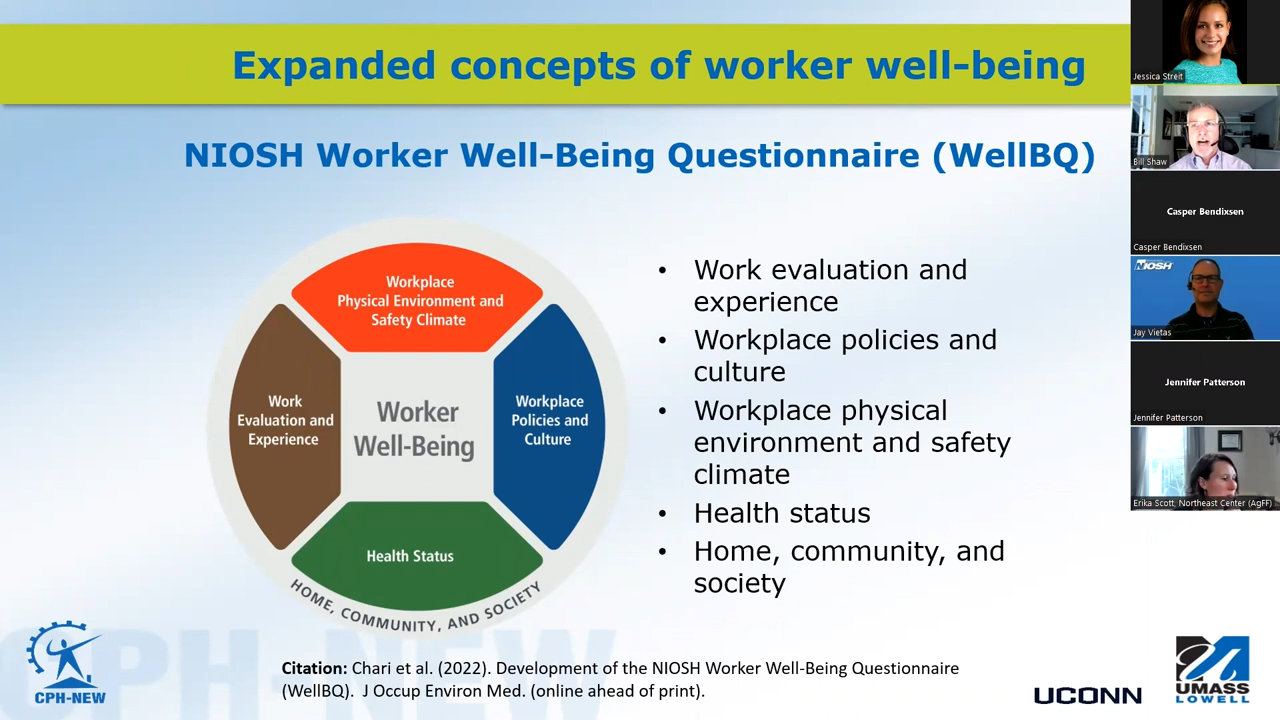 Expanded concepts of worker well-being
NIOSH Worker Well-Being Questionnaire (WellBQ)
Workplace
Physical Environment and
Safety Climate
Work
Evaluation and
Experience
Worker
Well-Being
Workplace
Policies and
Culture
Health Status
HOME, COMMUNITY, AND SOCIETY
• Work evaluation and
experience
• Workplace policies and
culture
• Workplace physical
environment and safety
climate
• Health status
• Home, community, and
society
Citation: Chari et al. (2022). Development of the NIOSH Worker Well-Being Questionnaire
(WellBQ). J Occup Environ Med. (online ahead of print).
CPH-NEW
CPH-NEW
UCONN
UMASS
LOWELL
Jessica Streit
Bill Shaw
Casper Bendixsen
Casper Bendixsen
NIOSH
Jay Vietas
Jennifer Patterson
Jennifer Patterson
Erika Scott, Northeast Center (AgFF)